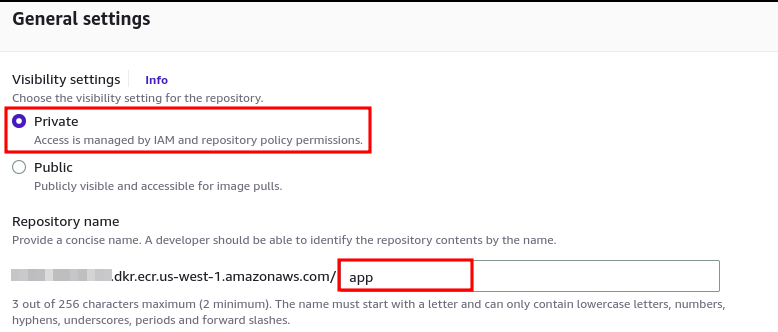 General settings
Visibility settings Info
Choose the visibility setting for the repository.
Private
Access is managed by IAM and repository policy permissions.
Public
Publicly visible and accessible for image pulls.
Repository name
Provide a concise name. A developer should be able to identify the repository contents by the name.
.dkr.ecr.us-west-1.amazonaws.com/ app
3 out of 256 characters maximum (2 minimum). The name must start with a letter and can only contain lowercase letters, numbers,
hyphens, underscores, periods and forward slashes.